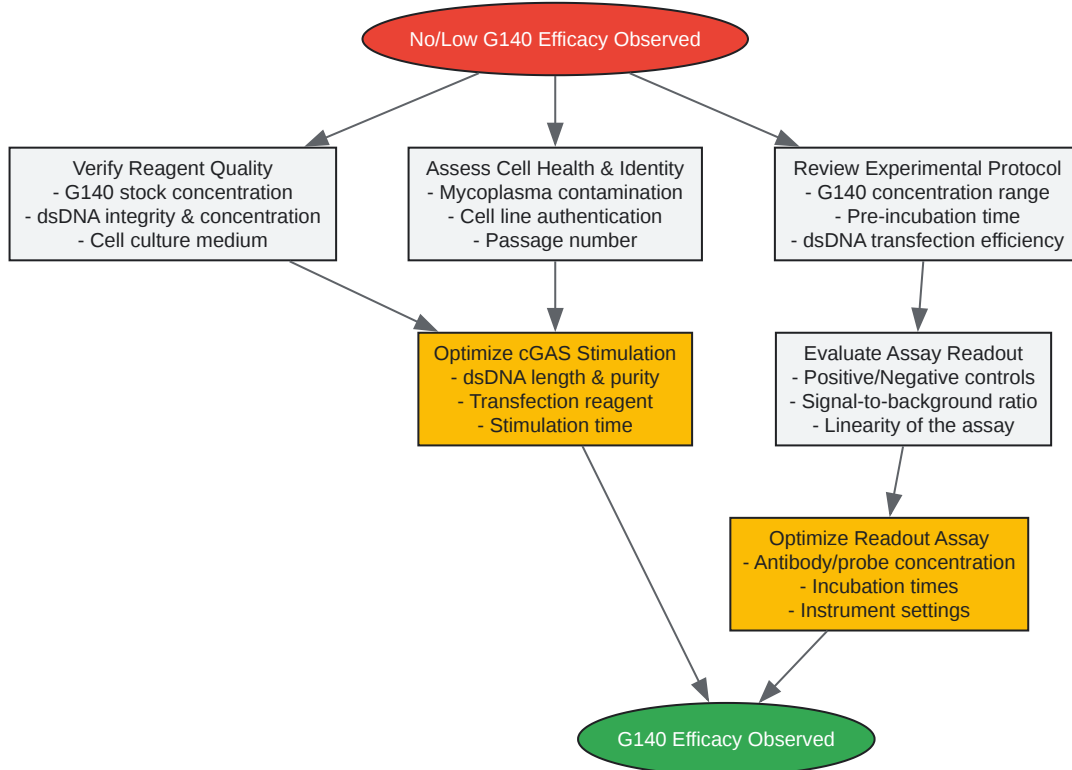 No/Low G140 Efficacy Observed
Verify Reagent Quality
- G140 stock concentration
- dsDNA integrity & concentration
- Cell culture medium
Assess Cell Health & Identity
- Mycoplasma contamination
- Cell line authentication
- Passage number
Review Experimental Protocol
- G140 concentration range
- Pre-incubation time
- dsDNA transfection efficiency
Optimize cGAS Stimulation
- dsDNA length & purity
- Transfection reagent
- Stimulation time
Evaluate Assay Readout
- Positive/Negative controls
- Signal-to-background ratio
- Linearity of the assay
Optimize Readout Assay
- Antibody/probe concentration
- Incubation times
- Instrument settings
G140 Efficacy Observed